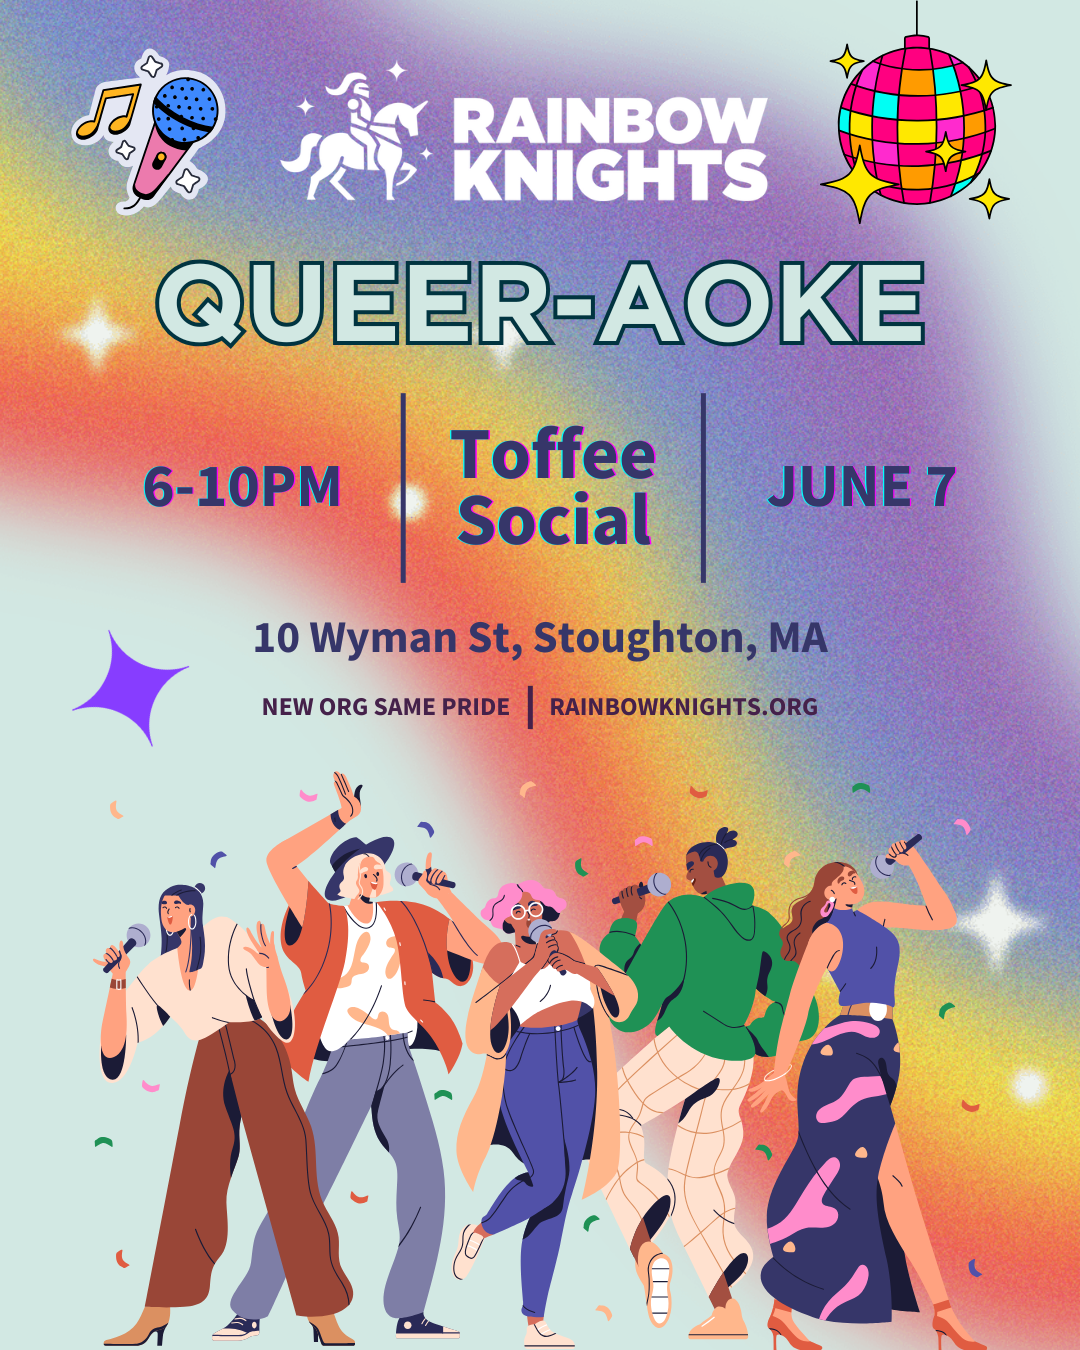 RAINBOW
KNIGHTS
QUEER-AOKE
6-10PM
Toffee
Social
JUNE 7
10 Wyman St, Stoughton, MA
NEW ORG SAME PRIDE | RAINBOWKNIGHTS.ORG